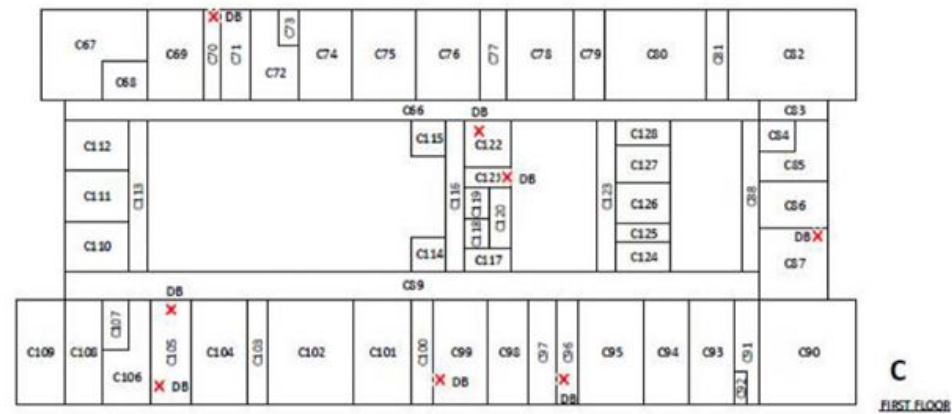 C67
C68
C69
C70
DB
C71
C72
C73
C74
C75
C76
C77
C78
C79
C80
C81
C82
C66
DB
C83
C112
C111
C110
C113
C115
C114
C116
C122
C121
DB
C119
C120
C118
C117
C123
C128
C127
C126
C125
C124
C88
C84
C85
C86
DB
C87
C89
DB
C109
C108
C107
C106
C105
DB
C104
C103
C102
C101
C100
C99
DB
C98
C97
C96
DB
C95
C94
C93
C91
C92
C90
C
FIRST FLOOR